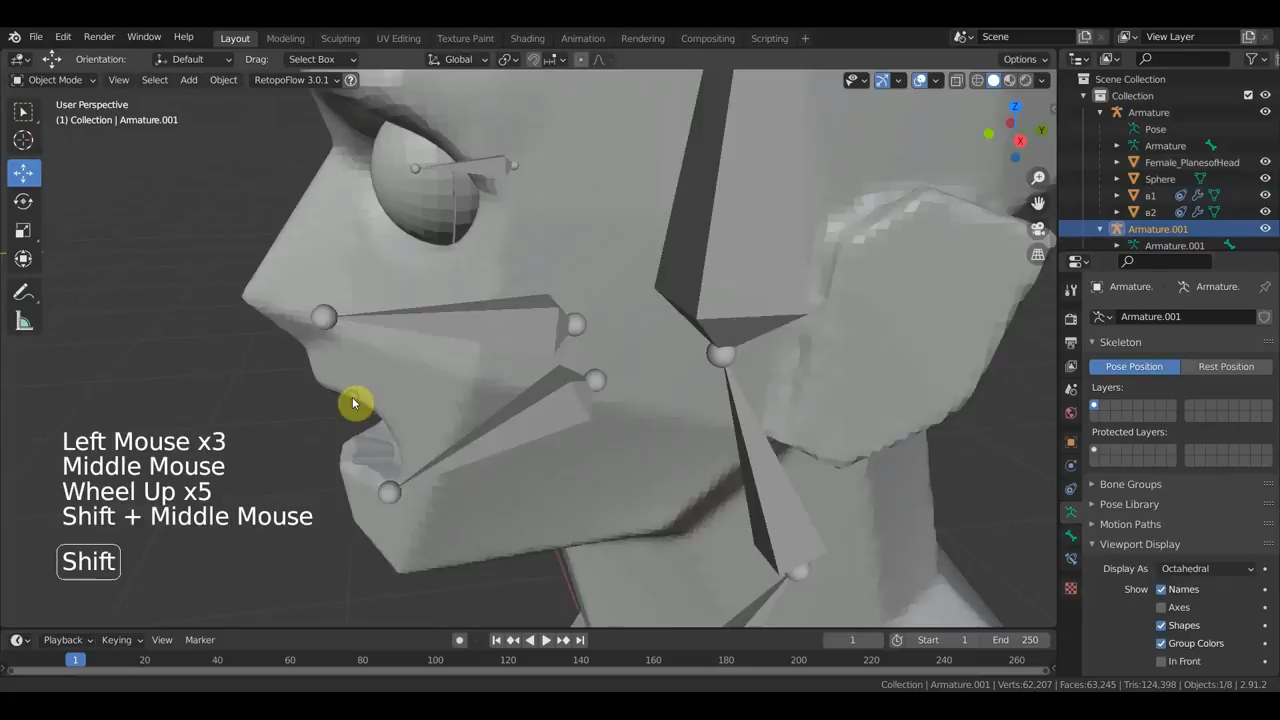 File Edit Render Window Help Layout Modeling Sculpting UV Editing Texture Paint Shading Animation Rendering Compositing Scripting + Scene View Layer
Orientation: Default Drag: Select Box Global Options
Object Mode View Select Add Object RetopoFlow 3.0.1
User Perspective
(1) Collection | Armature.001
Z
Y
X
Scene Collection
Collection
Armature
Pose
Armature
Female_PlanesofHead
Sphere
в1
в2
Armature.001
Armature.001
Armature. Armature.
Armature.001
Skeleton
Pose Position Rest Position
Layers:
Protected Layers:
Bone Groups
Pose Library
Motion Paths
Viewport Display
Display As Octahedral
Show Names
Axes
Shapes
Group Colors
In Front
Left Mouse x3
Middle Mouse
Wheel Up x5
Shift + Middle Mouse
Shift
Playback Keying View Marker 1 Start 1 End 250
1 20 40 60 80 100 120 140 160 180 200 220 240 260
Collection | Armature.001 | Verts:62,207 | Faces:63,245 | Tris:124,398 | Objects:1/8 | 2.91.2